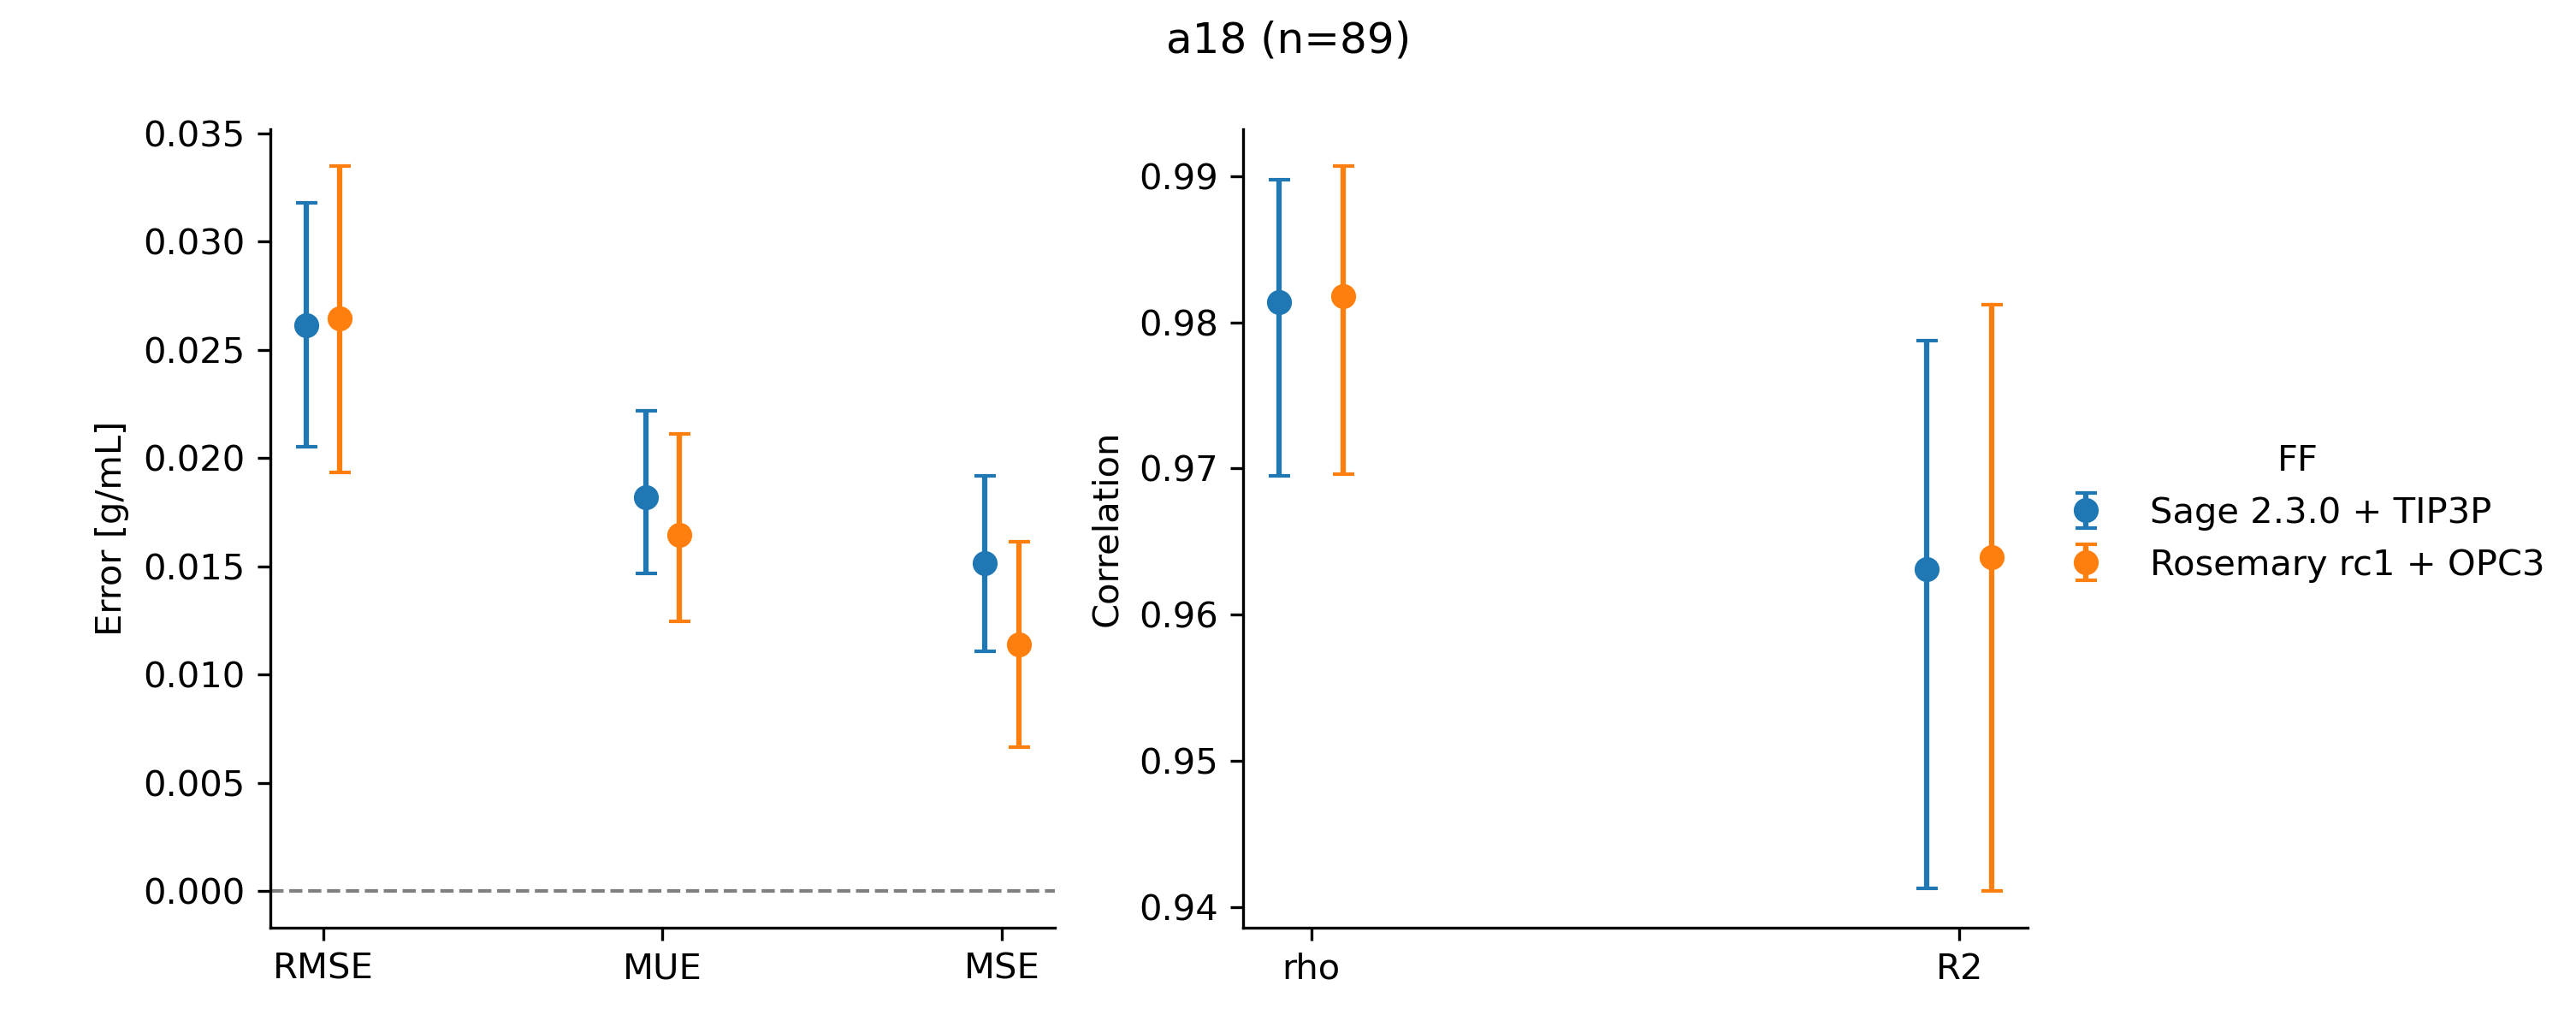 a18 (n=89)
Error [g/mL]
0.035
0.030
0.025
0.020
0.015
0.010
0.005
0.000
RMSE MUE MSE
Correlation
0.99
0.98
0.97
0.96
0.95
0.94
rho R2
FF
Sage 2.3.0 + TIP3P
Rosemary rc1 + OPC3